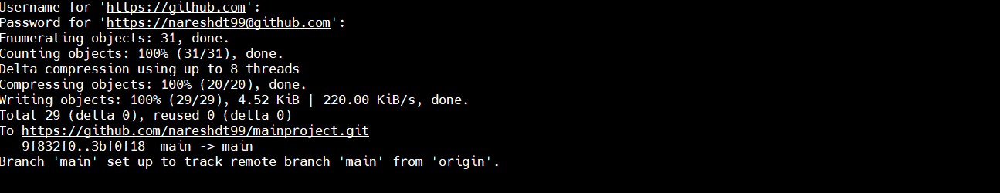 Username for 'https://github.com':
Password for 'https://nareshdt99@github.com':
Enumerating objects: 31, done.
Counting objects: 100% (31/31), done.
Delta compression using up to 8 threads
Compressing objects: 100% (20/20), done.
Writing objects: 100% (29/29), 4.52 KiB | 220.00 KiB/s, done.
Total 29 (delta 0), reused 0 (delta 0)
To https://github.com/nareshdt99/mainproject.git
   9f832f0..3bf0f18  main -> main
Branch 'main' set up to track remote branch 'main' from 'origin'.